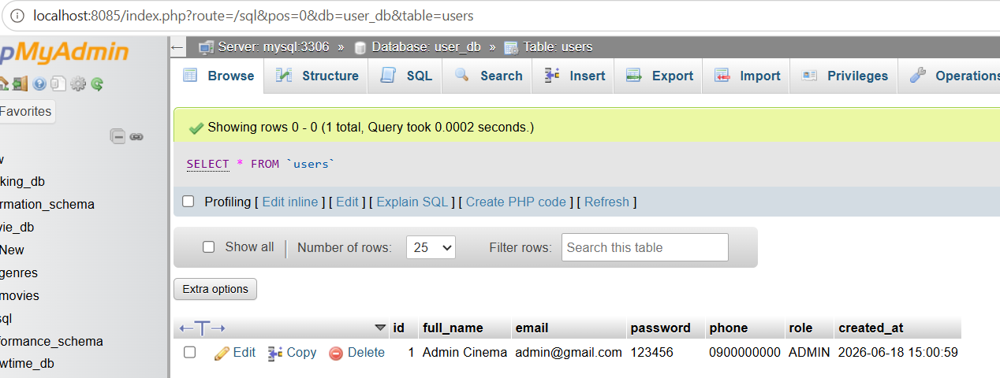 localhost:8085/index.php?route=/sql&pos=0&db=user_db&table=users
pMyAdmin
Favorites
w
king_db
rmation_schema
vie_db
New
genres
movies
sql
formance_schema
wtime_db
Server: mysql:3306 » Database: user_db » Table: users
Browse Structure SQL Search Insert Export Import Privileges Operations
Showing rows 0 - 0 (1 total, Query took 0.0002 seconds.)
SELECT * FROM `users`
Profiling [ Edit inline ] [ Edit ] [ Explain SQL ] [ Create PHP code ] [ Refresh ]
Show all | Number of rows: 25 Filter rows: Search this table
Extra options
←T→ id full_name email password phone role created_at
Edit Copy Delete 1 Admin Cinema admin@gmail.com 123456 0900000000 ADMIN 2026-06-18 15:00:59